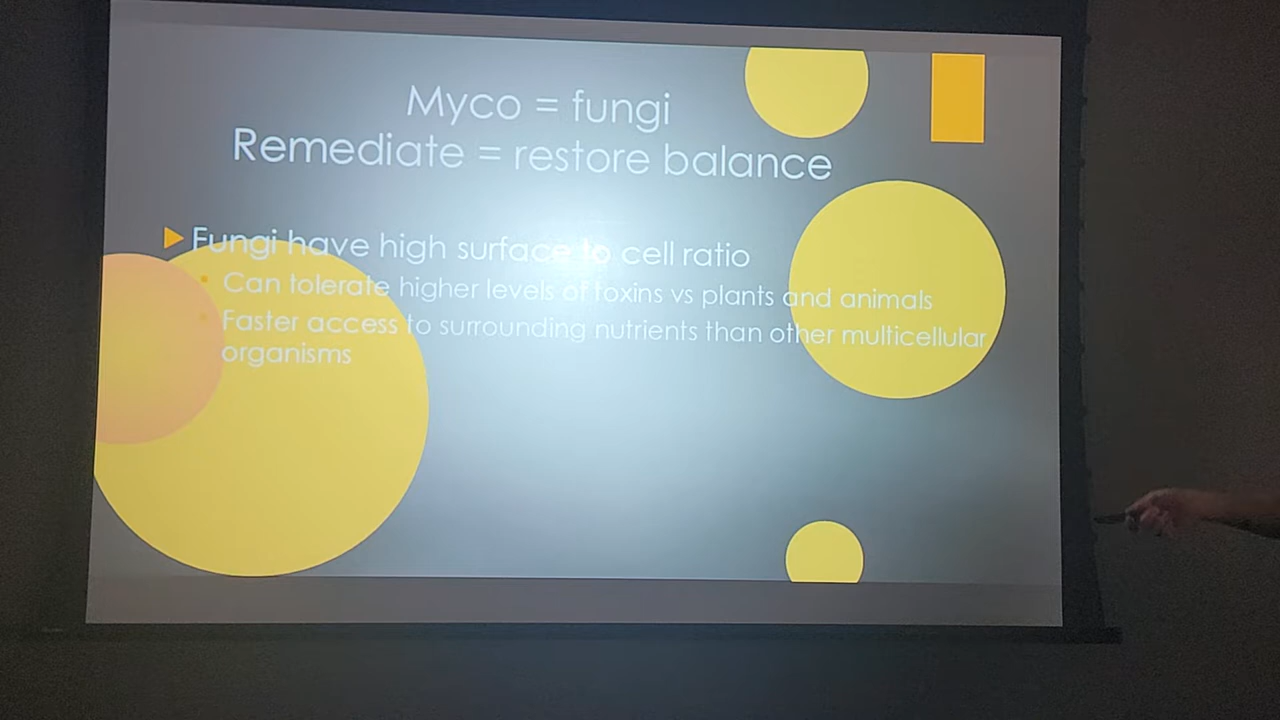 Myco = fungi
Remediate = restore balance
Fungi have high surface to cell ratio
Can tolerate higher levels of toxins vs plants and animals
Faster access to surrounding nutrients than other multicellular
organisms